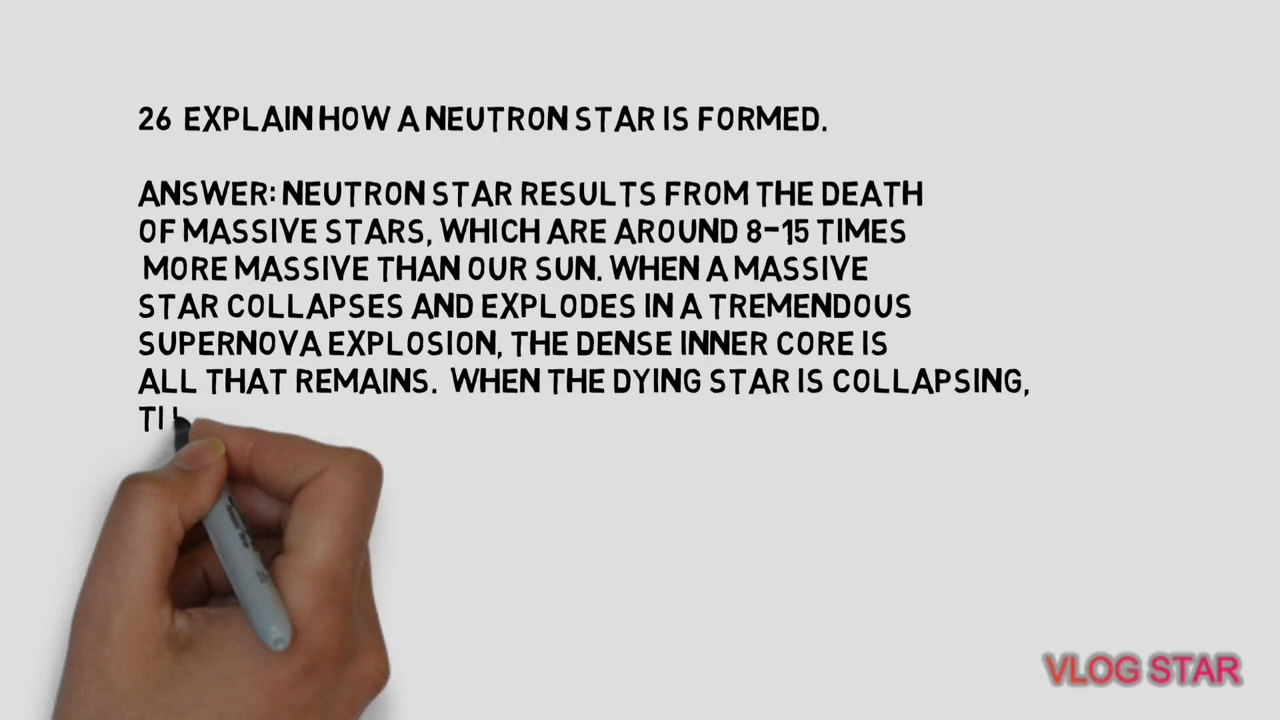 26 EXPLAIN HOW A NEUTRON STAR IS FORMED.
ANSWER: NEUTRON STAR RESULTS FROM THE DEATH
OF MASSIVE STARS, WHICH ARE AROUND 8-15 TIMES
MORE MASSIVE THAN OUR SUN. WHEN A MASSIVE
STAR COLLAPSES AND EXPLODES IN A TREMENDOUS
SUPERNOVA EXPLOSION, THE DENSE INNER CORE IS
ALL THAT REMAINS. WHEN THE DYING STAR IS COLLAPSING,
VLOG STAR